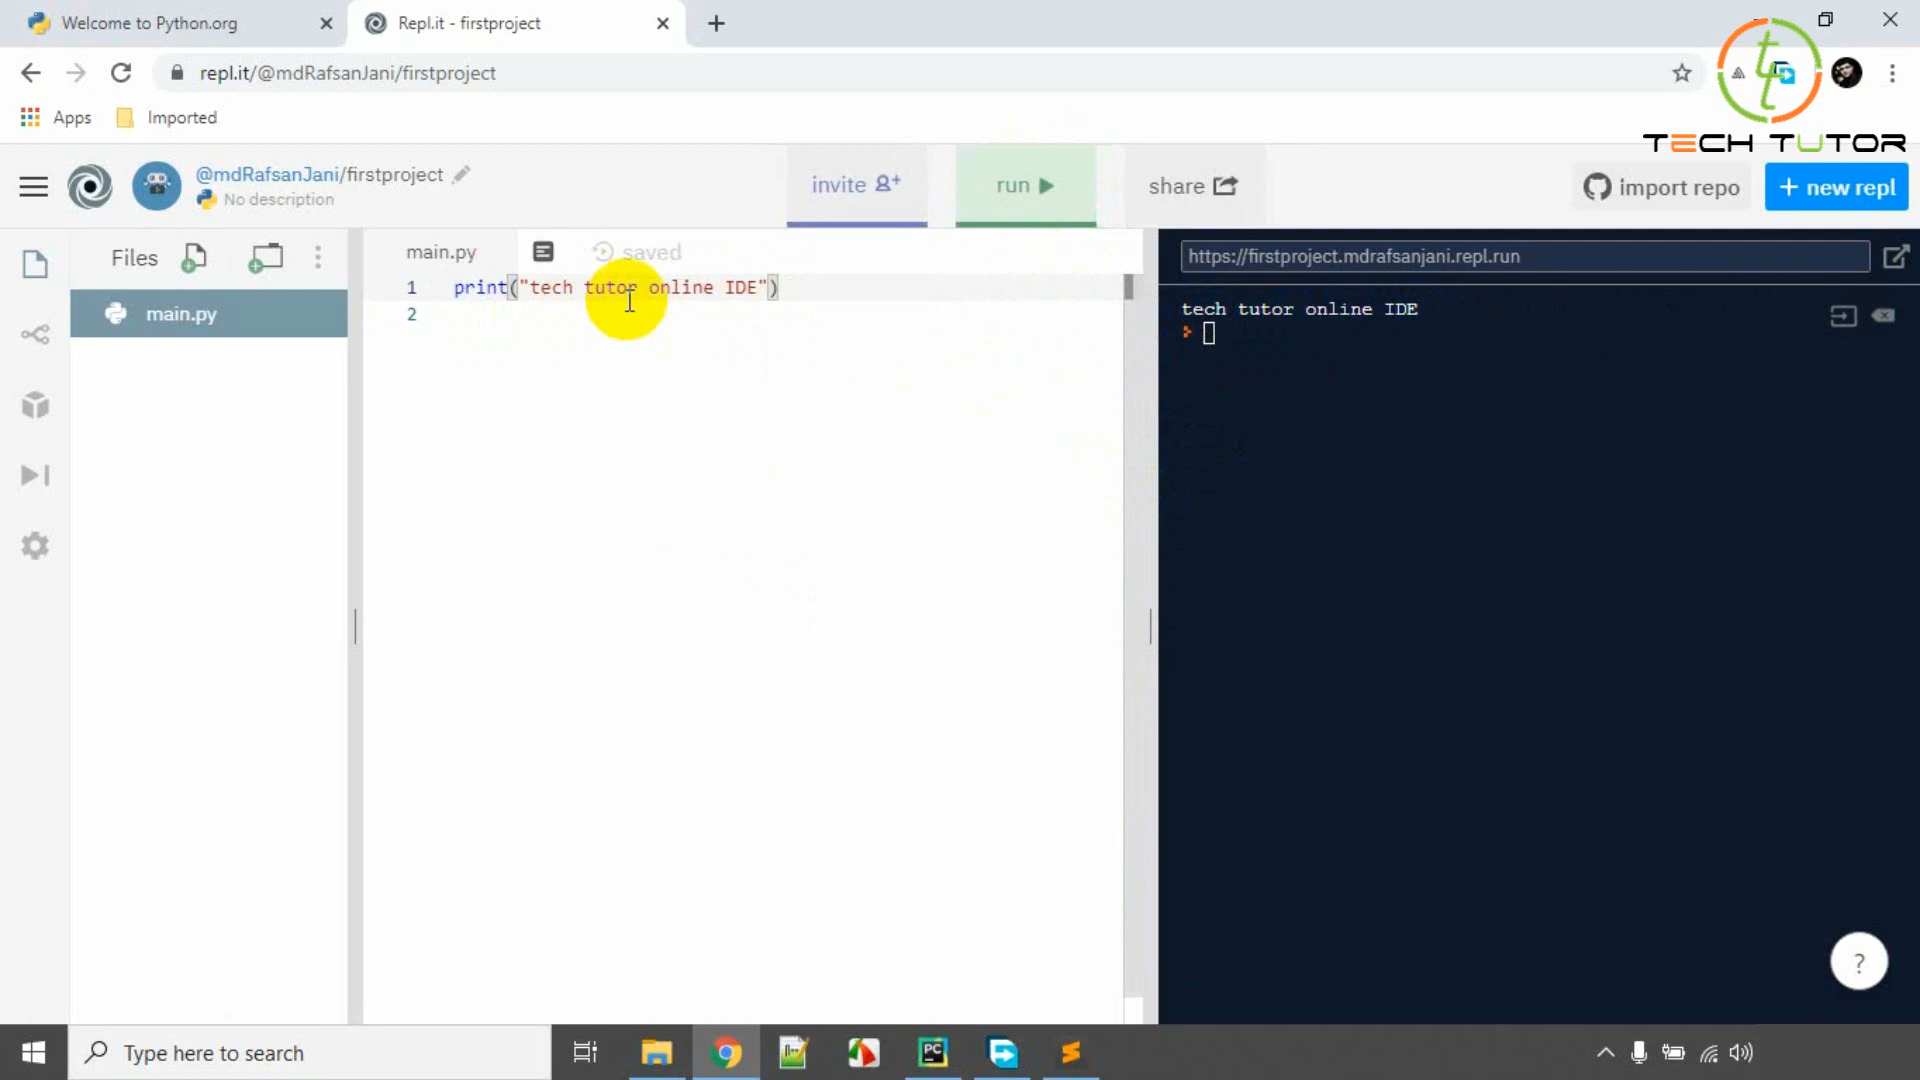 Welcome to Python.org
Repl.it - firstproject
repl.it/@mdRafsanJani/firstproject
Apps
Imported
TECH TUTOR
@mdRafsanJani/firstproject
No description
invite
run
share
import repo
+ new repl
Files
main.py
saved
https://firstproject.mdrafsanjani.repl.run
1 print("tech tutor online IDE")
2
main.py
tech tutor online IDE
?
Type here to search
PC